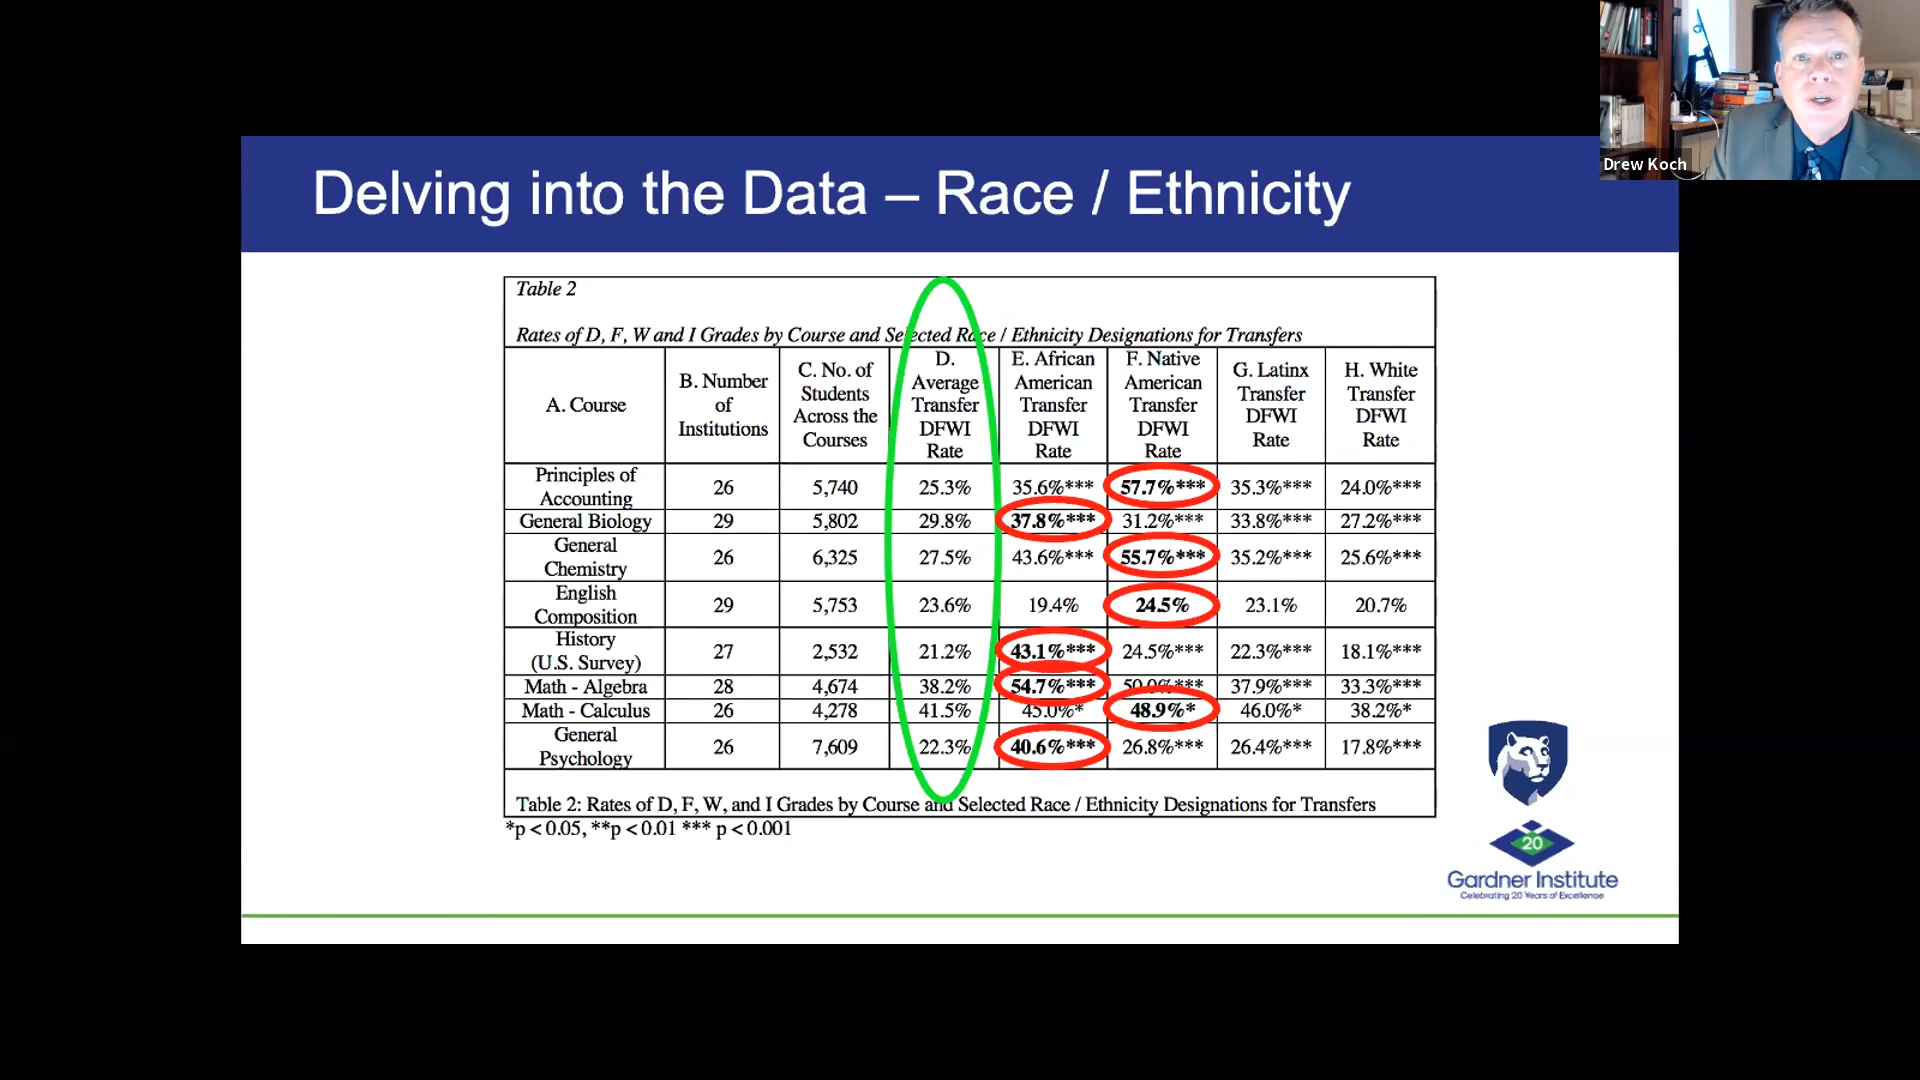 Drew Koch
Delving into the Data – Race / Ethnicity
Table 2
Rates of D, F, W and I Grades by Course and Selected Race / Ethnicity Designations for Transfers
A. Course
B. Number
of
Institutions
C. No. of
Students
Across the
Courses
D.
Average
Transfer
DFWI
Rate
E. African
American
Transfer
DFWI
Rate
F. Native
American
Transfer
DFWI
Rate
G. Latinx
Transfer
DFWI
Rate
H. White
Transfer
DFWI
Rate
Principles of
Accounting
26 5,740 25.3% 35.6%*** 57.7%*** 35.3%*** 24.0%***
General Biology 29 5,802 29.8% 37.8%*** 31.2%*** 33.8%*** 27.2%***
General
Chemistry
26 6,325 27.5% 43.6%*** 55.7%*** 35.2%*** 25.6%***
English
Composition
29 5,753 23.6% 19.4% 24.5% 23.1% 20.7%
History
(U.S. Survey)
27 2,532 21.2% 43.1%*** 24.5%*** 22.3%*** 18.1%***
Math - Algebra 28 4,674 38.2% 54.7%*** 50.0%*** 37.9%*** 33.3%***
Math - Calculus 26 4,278 41.5% 45.0%* 48.9%* 46.0%* 38.2%*
General
Psychology
26 7,609 22.3% 40.6%*** 26.8%*** 26.4%*** 17.8%***
Table 2: Rates of D, F, W, and I Grades by Course and Selected Race / Ethnicity Designations for Transfers
*p < 0.05, **p < 0.01 *** p < 0.001
20
Gardner Institute
Celebrating 20 Years of Excellence